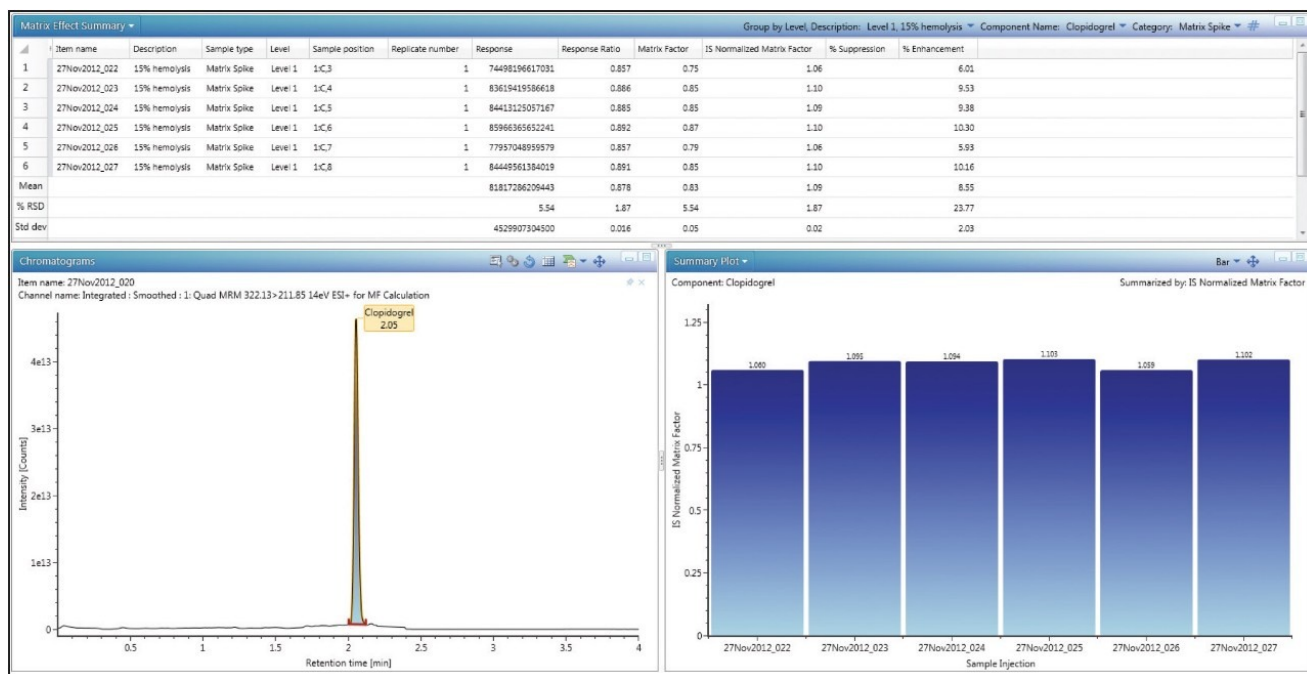 Matrix Effect Summary
Group by Level, Description: Level 1, 15% hemolysis Component Name: Clopidogrel Category: Matrix Spike
Item name Description Sample type Level Sample position Replicate number Response Response Ratio Matrix Factor IS Normalized Matrix Factor % Suppression % Enhancement
1 27Nov2012_022 15% hemolysis Matrix Spike Level 1 1:C,3 1 74498196617031 0.857 0.75 1.06 6.01
2 27Nov2012_023 15% hemolysis Matrix Spike Level 1 1:C,4 1 83619419586618 0.886 0.85 1.10 9.53
3 27Nov2012_024 15% hemolysis Matrix Spike Level 1 1:C,5 1 84413125057167 0.885 0.85 1.09 9.38
4 27Nov2012_025 15% hemolysis Matrix Spike Level 1 1:C,6 1 85966365652241 0.892 0.87 1.10 10.30
5 27Nov2012_026 15% hemolysis Matrix Spike Level 1 1:C,7 1 77957048959579 0.857 0.79 1.06 5.93
6 27Nov2012_027 15% hemolysis Matrix Spike Level 1 1:C,8 1 84449561384019 0.891 0.85 1.10 10.16
Mean 81817286209443 0.878 0.83 1.09 8.55
% RSD 5.54 1.87 5.54 1.87 23.77
Std dev 4529907304500 0.016 0.05 0.02 2.03
Chromatograms
Item name: 27Nov2012_020
Channel name: Integrated : Smoothed : 1: Quad MRM 322.13>211.85 14eV ESI+ for MF Calculation
Clopidogrel
2.05
4e13
3e13
2e13
1e13
0
Intensity [Counts]
0.5 1 1.5 2 2.5 3 3.5 4
Retention time [min]
Summary Plot
Bar
Component: Clopidogrel
Summarized by: IS Normalized Matrix Factor
1.25
1
0.75
0.5
0.25
0
IS Normalized Matrix Factor
1.060 1.095 1.094 1.103 1.059 1.102
27Nov2012_022 27Nov2012_023 27Nov2012_024 27Nov2012_025 27Nov2012_026 27Nov2012_027
Sample Injection